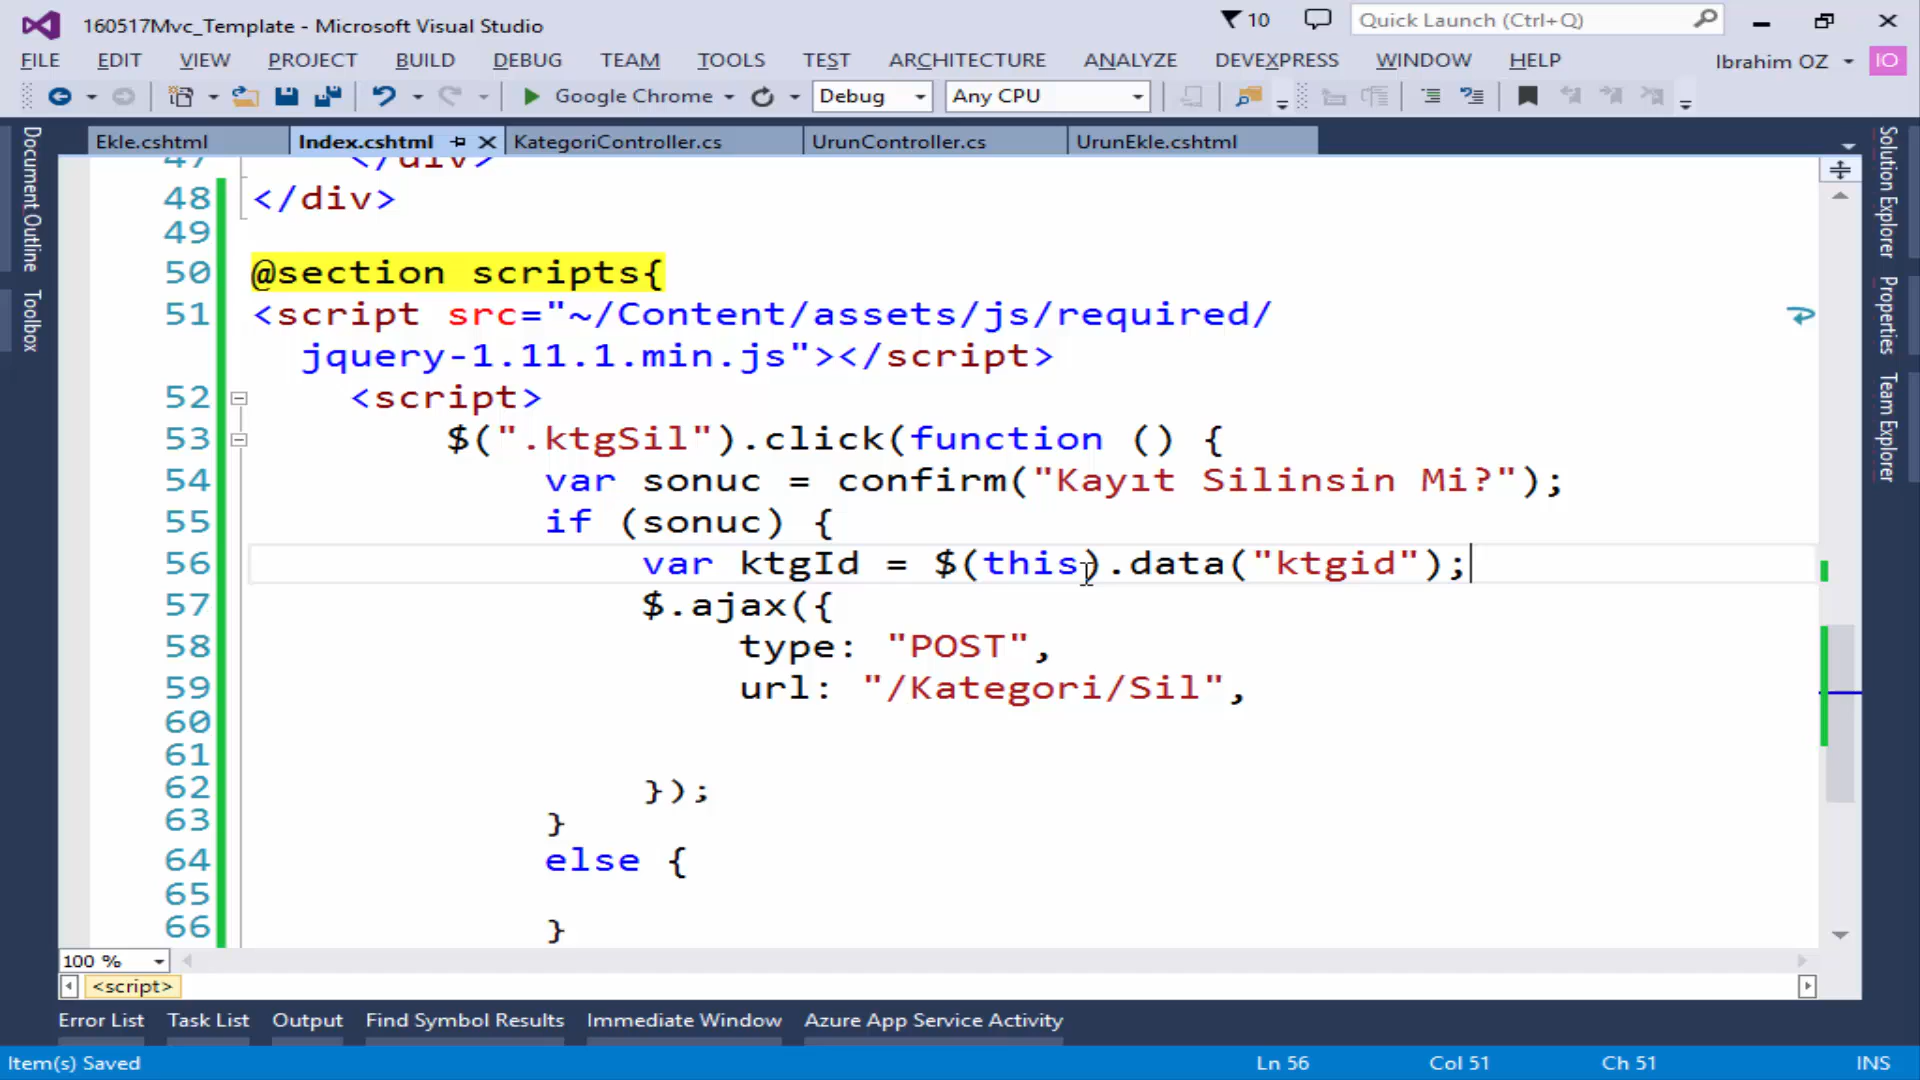 160517Mvc_Template - Microsoft Visual Studio
10
Quick Launch (Ctrl+Q)
FILE EDIT VIEW PROJECT BUILD DEBUG TEAM TOOLS TEST ARCHITECTURE ANALYZE DEVEXPRESS WINDOW HELP
Ibrahim OZ
IO
Google Chrome
Debug
Any CPU
Ekle.cshtml
Index.cshtml
KategoriController.cs
UrunController.cs
UrunEkle.cshtml
Document Outline
Toolbox
Solution Explorer
Properties
Team Explorer
47 </div>
48 </div>
49
50 @section scripts{
51 <script src="~/Content/assets/js/required/
jquery-1.11.1.min.js"></script>
52 <script>
53 $(".ktgSil").click(function () {
54 var sonuc = confirm("Kayıt Silinsin Mi?");
55 if (sonuc) {
56 var ktgId = $(this).data("ktgid");
57 $.ajax({
58 type: "POST",
59 url: "/Kategori/Sil",
60
61
62 });
63 }
64 else {
65
66 }
100 %
<script>
Error List Task List Output Find Symbol Results Immediate Window Azure App Service Activity
Item(s) Saved
Ln 56
Col 51
Ch 51
INS